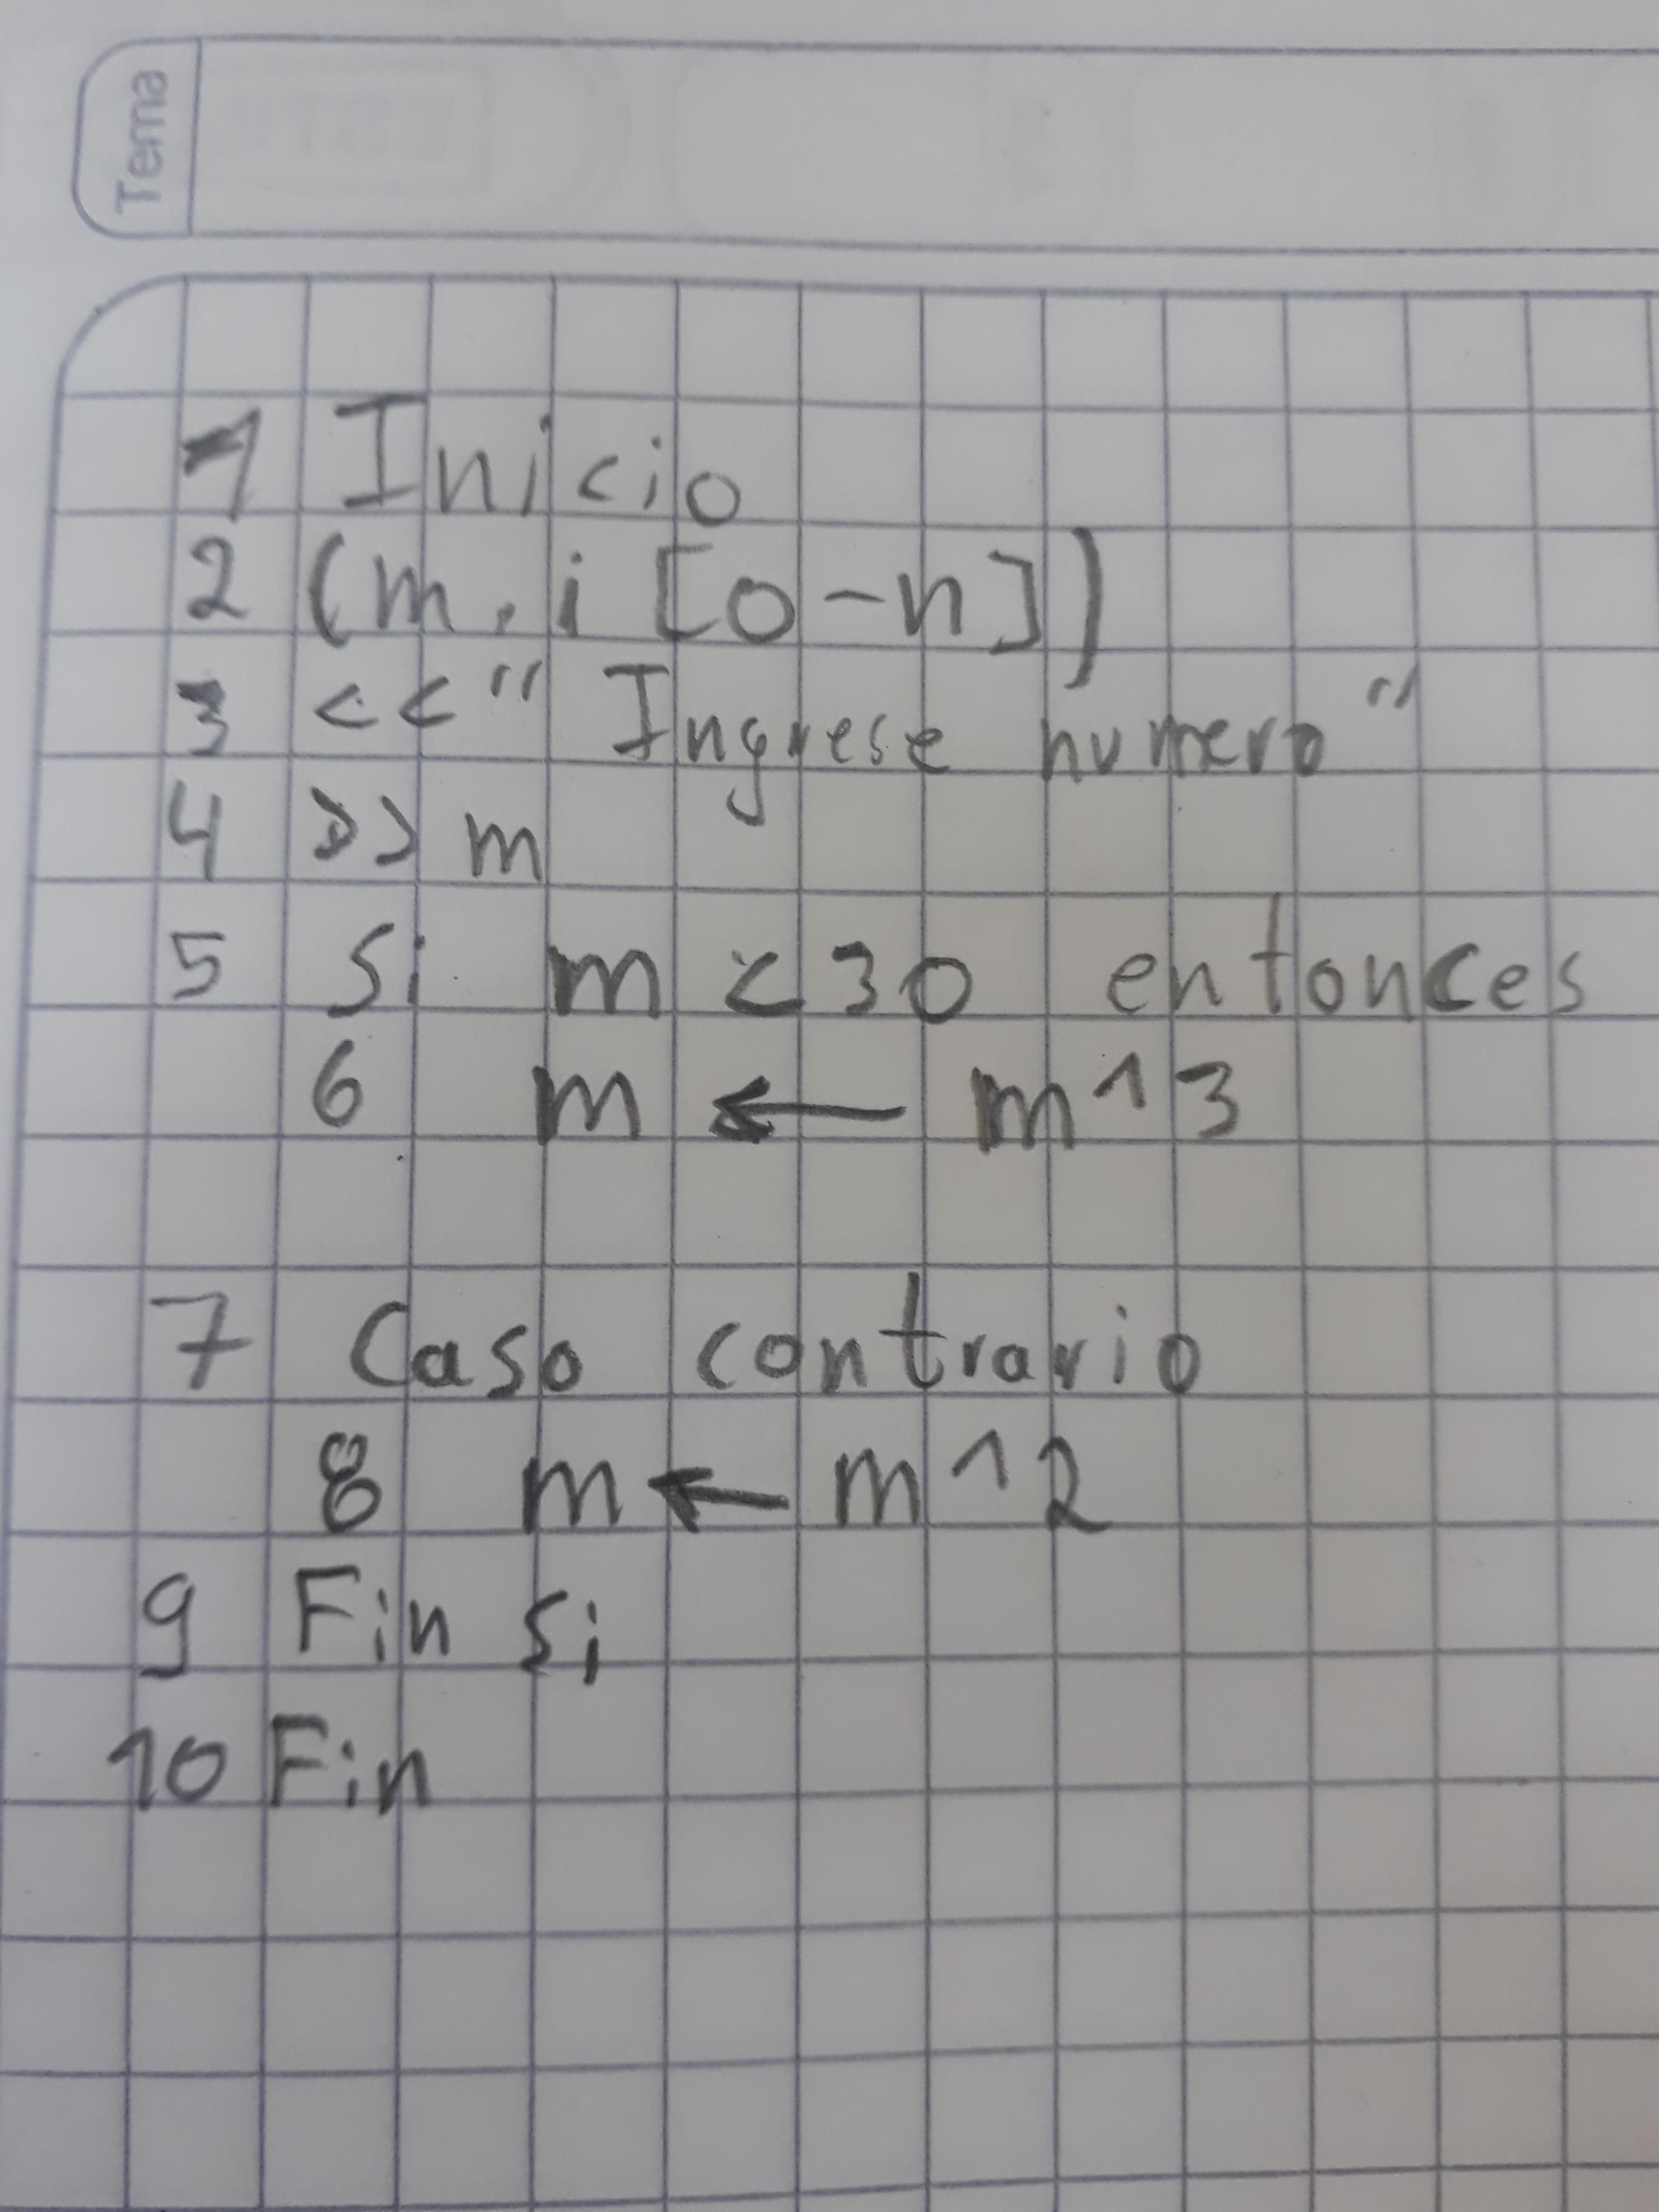 Tema
1 Inicio
2 (m, i [0-n])
3 << " Ingrese numero "
4 >> m
5 Si m < 30 entonces
6 m ← m^3
7 Caso contrario
8 m ← m^2
9 Fin si
10 Fin